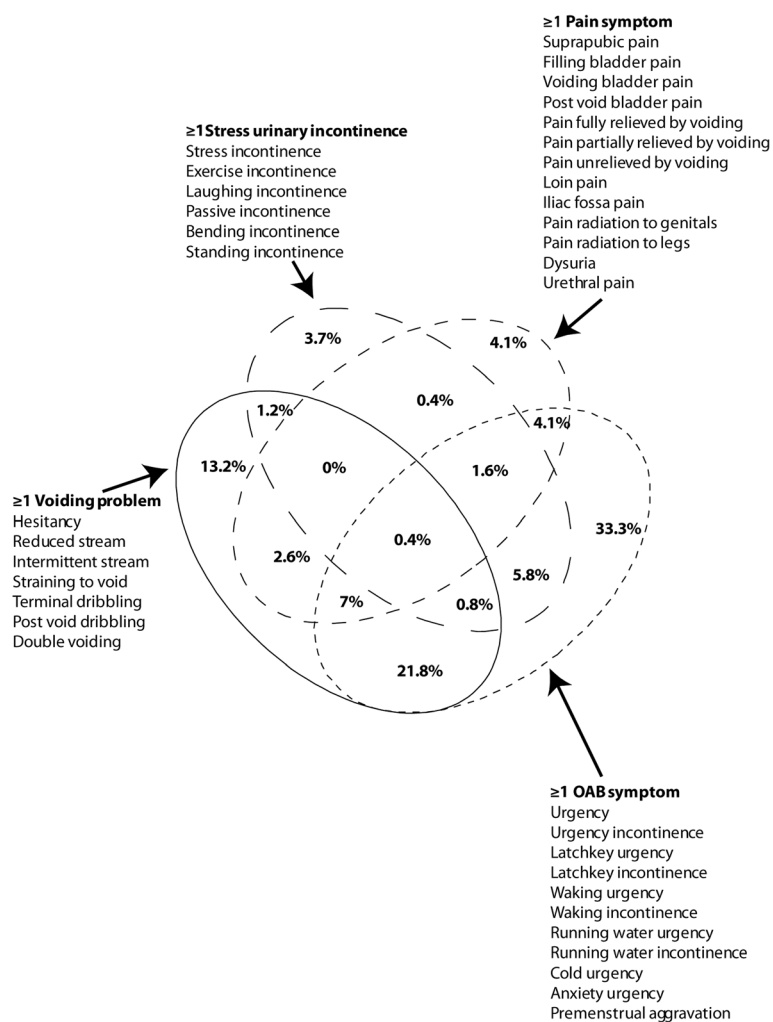 ≥1 Pain symptom
Suprapubic pain
Filling bladder pain
Voiding bladder pain
Post void bladder pain
Pain fully relieved by voiding
Pain partially relieved by voiding
Pain unrelieved by voiding
Loin pain
Iliac fossa pain
Pain radiation to genitals
Pain radiation to legs
Dysuria
Urethral pain
≥1Stress urinary incontinence
Stress incontinence
Exercise incontinence
Laughing incontinence
Passive incontinence
Bending incontinence
Standing incontinence
3.7%
4.1%
0.4%
1.2%
4.1%
13.2%
0%
1.6%
33.3%
0.4%
2.6%
5.8%
7%
0.8%
21.8%
≥1 Voiding problem
Hesitancy
Reduced stream
Intermittent stream
Straining to void
Terminal dribbling
Post void dribbling
Double voiding
≥1 OAB symptom
Urgency
Urgency incontinence
Latchkey urgency
Latchkey incontinence
Waking urgency
Waking incontinence
Running water urgency
Running water incontinence
Cold urgency
Anxiety urgency
Premenstrual aggravation